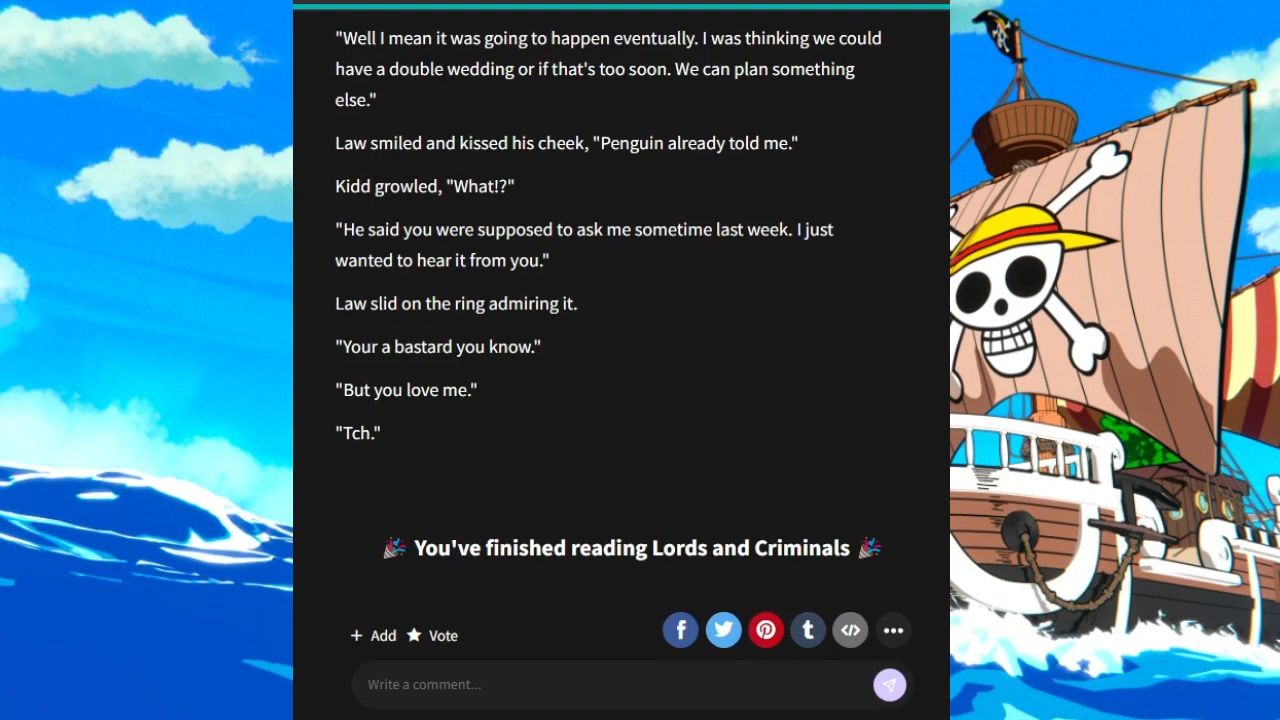 "Well I mean it was going to happen eventually. I was thinking we could
have a double wedding or if that's too soon. We can plan something
else."
Law smiled and kissed his cheek, "Penguin already told me."
Kidd growled, "What!?"
"He said you were supposed to ask me sometime last week. I just
wanted to hear it from you."
Law slid on the ring admiring it.
"Your a bastard you know."
"But you love me."
"Tch."
🎉 You've finished reading Lords and Criminals 🎉
+ Add ★ Vote
Write a comment...